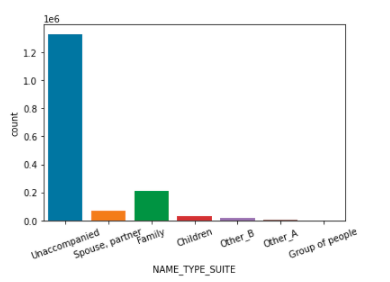 1e6
1.2
1.0
0.8
0.6
0.4
0.2
0.0
count
Unaccompanied
Spouse, partner
Family
Children
Other_B
Other_A
Group of people
NAME_TYPE_SUITE